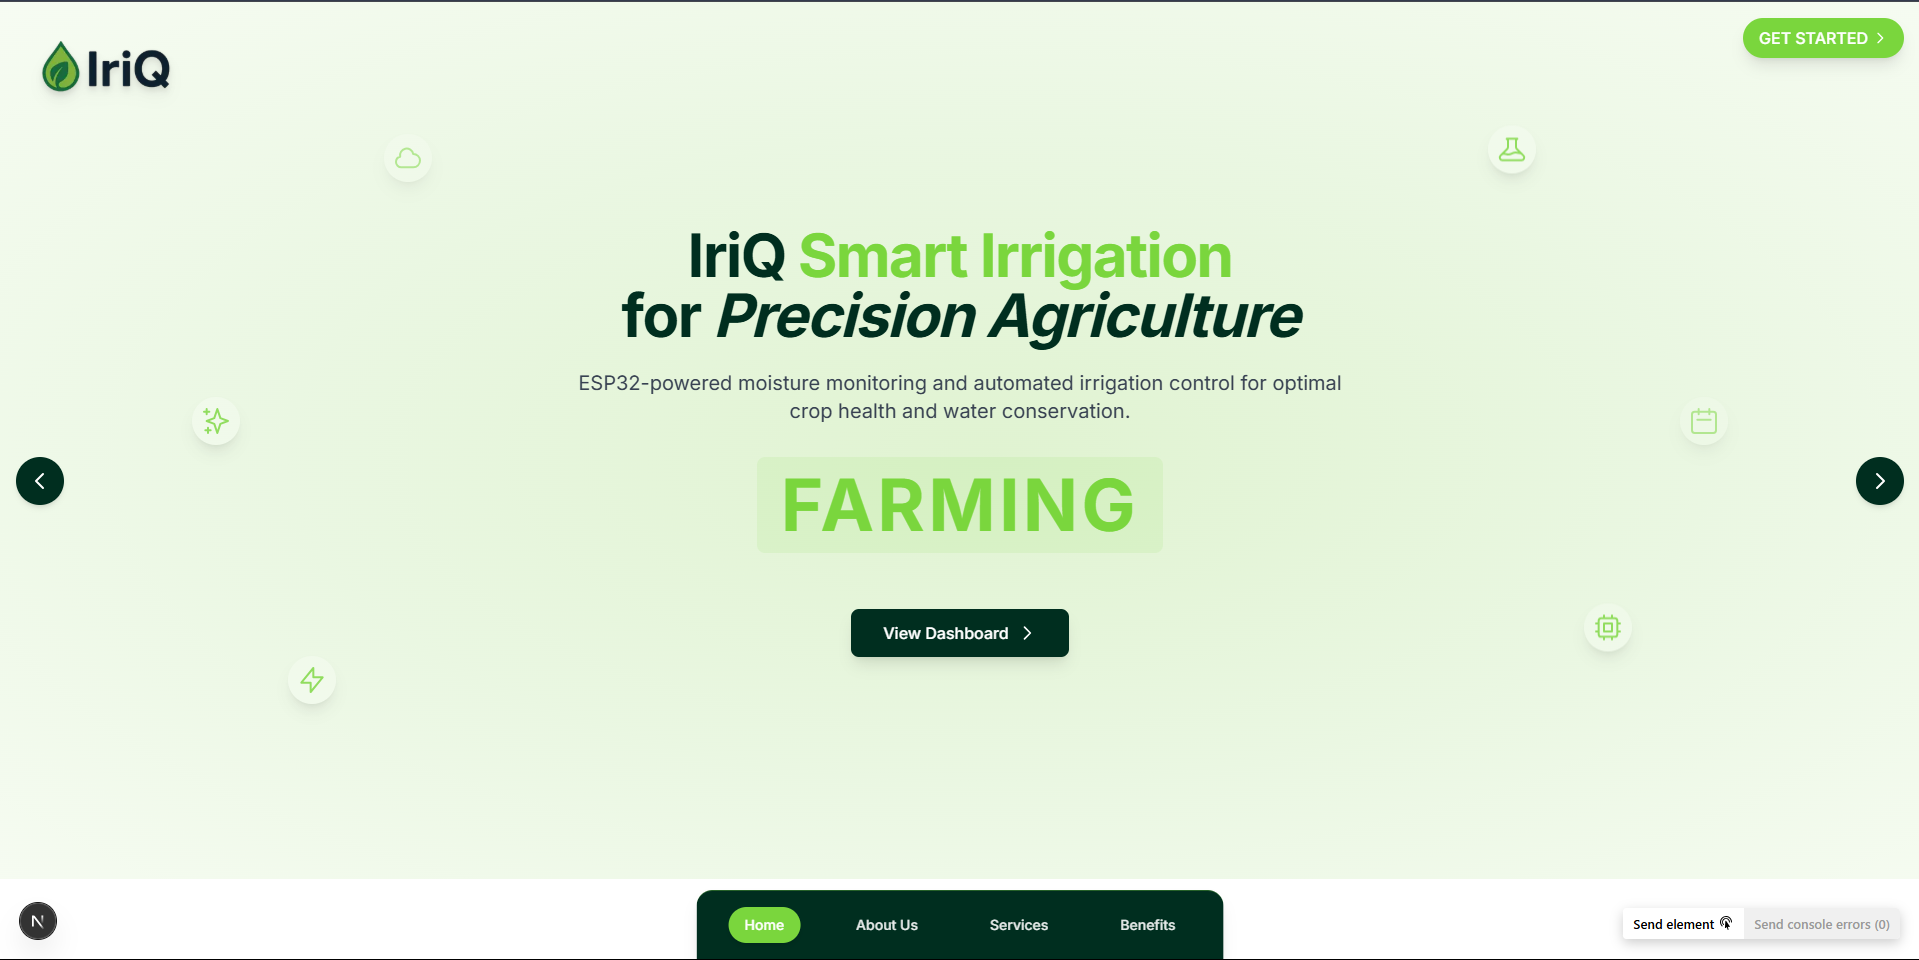 IriQ
GET STARTED
IriQ Smart Irrigation
for Precision Agriculture
ESP32-powered moisture monitoring and automated irrigation control for optimal
crop health and water conservation.
FARMING
View Dashboard
N
Home About Us Services Benefits
Send element Send console errors (0)